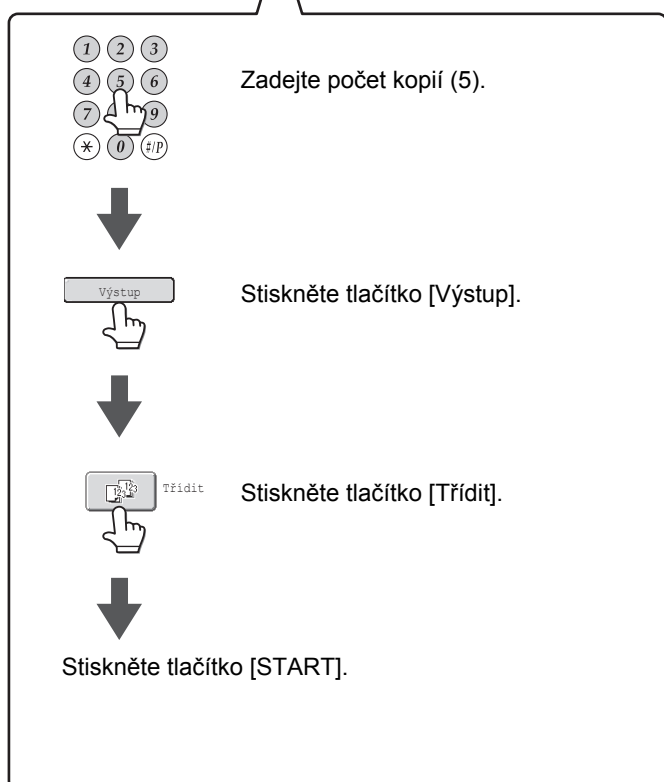 1 2 3
4 5 6
7 9
* 0 #/P
Zadejte počet kopií (5).
Výstup
Stiskněte tlačítko [Výstup].
Třídit
Stiskněte tlačítko [Třídit].
Stiskněte tlačítko [START].